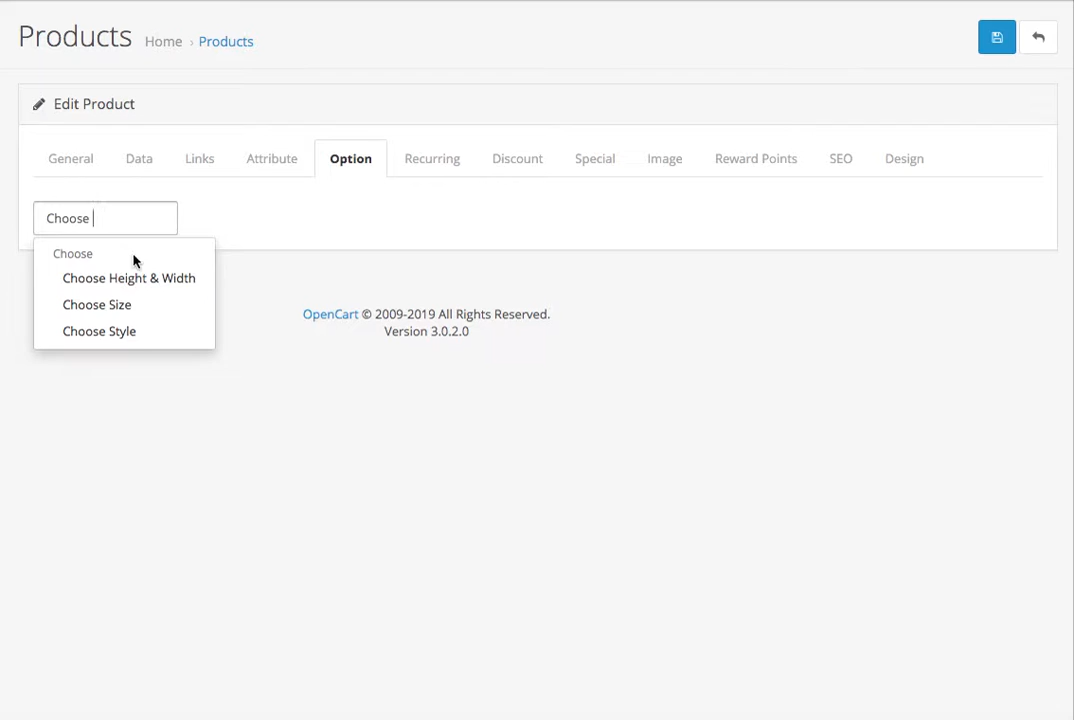 Products Home › Products
Edit Product
General Data Links Attribute Option Recurring Discount Special Image Reward Points SEO Design
Choose
Choose
Choose Height & Width
Choose Size
Choose Style
OpenCart © 2009-2019 All Rights Reserved.
Version 3.0.2.0